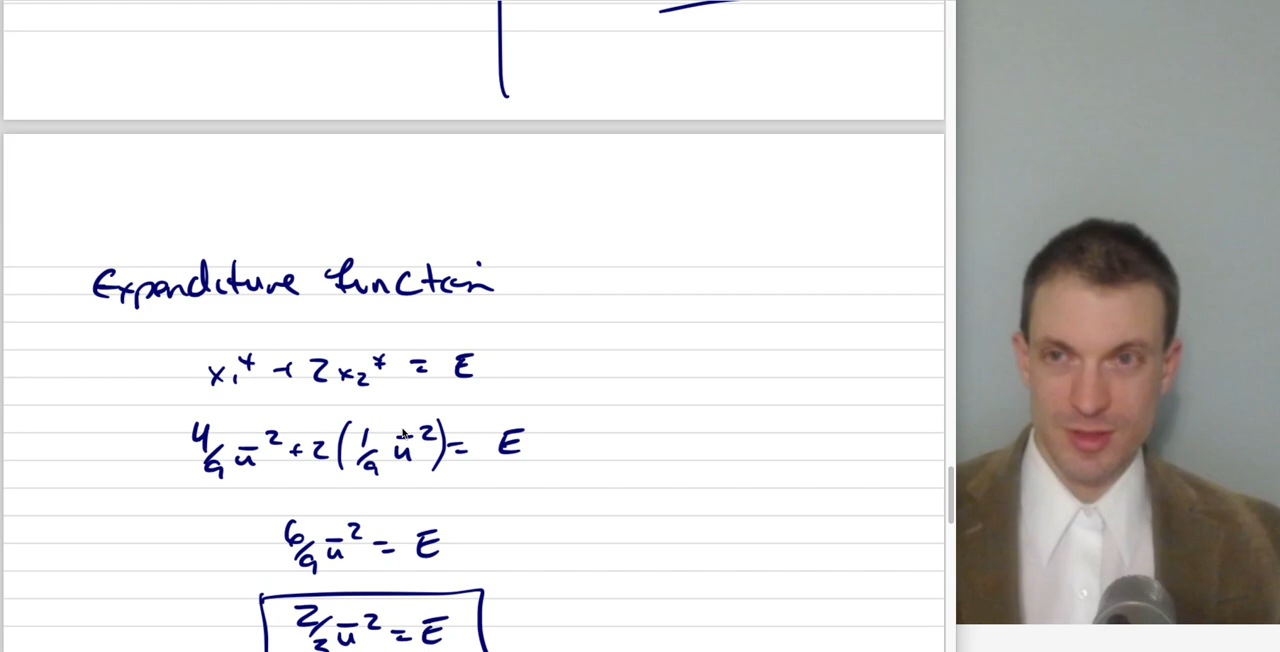 Expenditure function
x₁* + 2x₂* = E
4/9 ū² + 2(1/9 ū²) = E
6/9 ū² = E
2/3 ū² = E